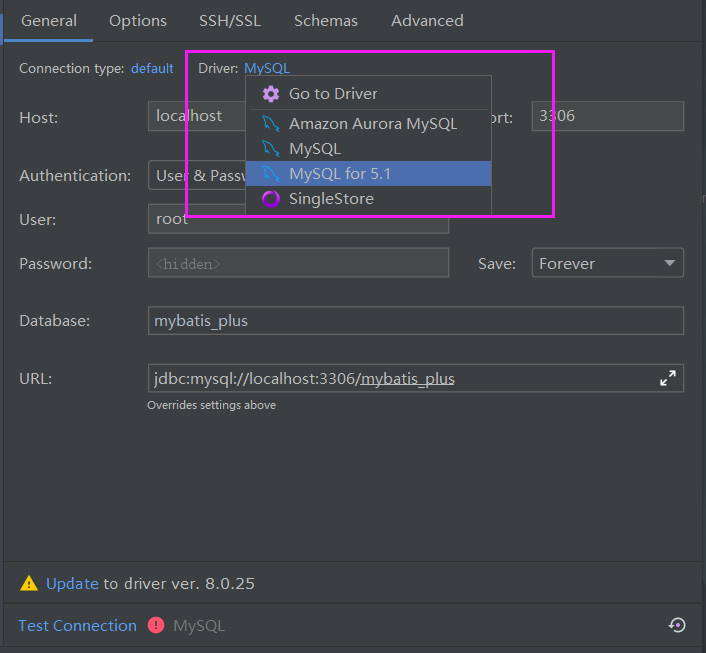 General Options SSH/SSL Schemas Advanced
Connection type: default Driver: MySQL
Go to Driver
Host: localhost ort: 3306
Amazon Aurora MySQL
MySQL
Authentication: User & Passw MySQL for 5.1
SingleStore
User: root
Password: <hidden> Save: Forever
Database: mybatis_plus
URL: jdbc:mysql://localhost:3306/mybatis_plus
Overrides settings above
Update to driver ver. 8.0.25
Test Connection MySQL